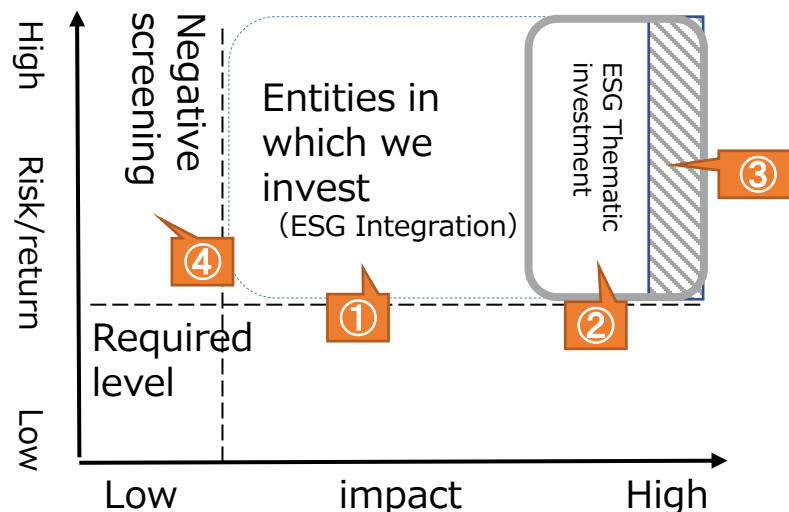 High
Risk/return
Low
Negative
screening
Entities in
which we
invest
（ESG Integration）
ESG Thematic
investment
③
④
①
②
Required
level
Low
impact
High